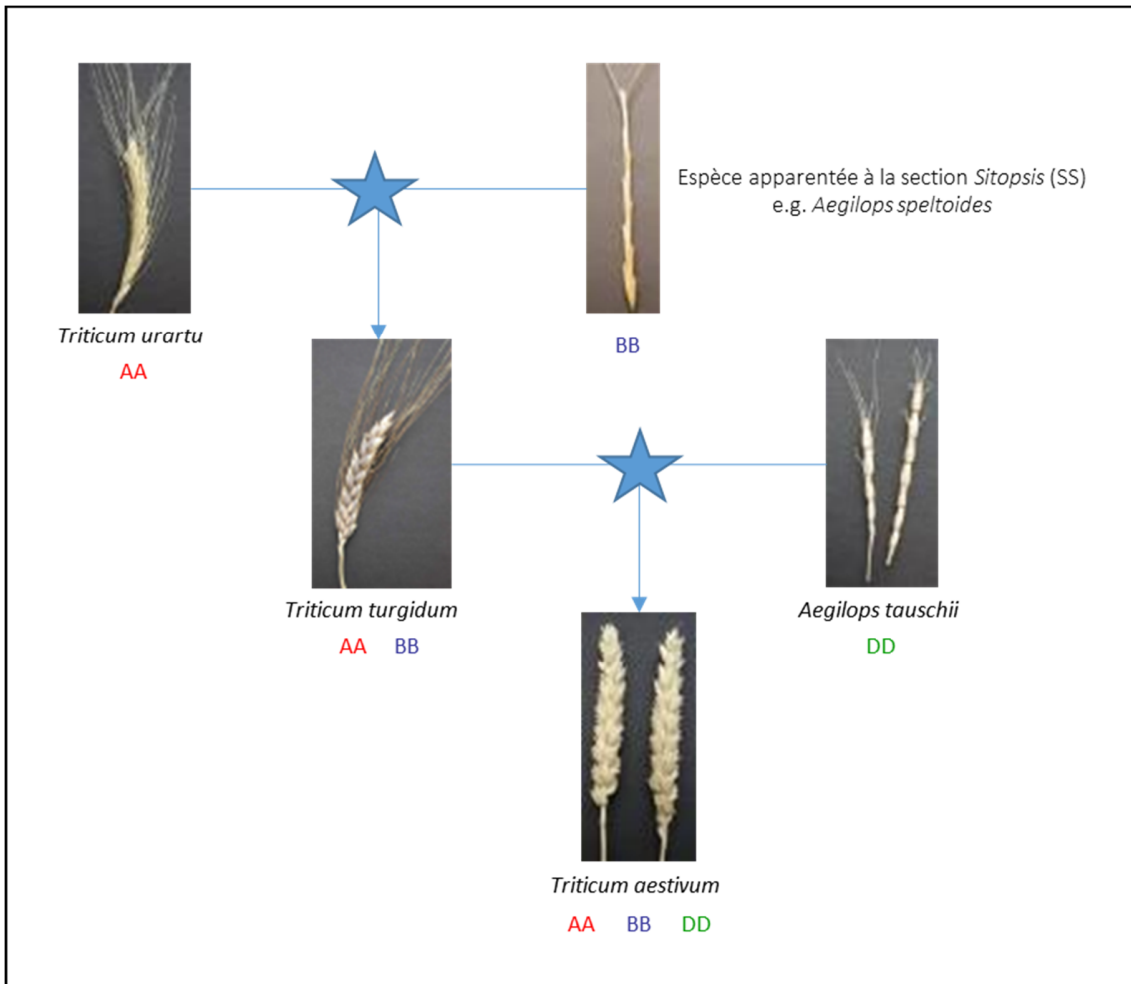 Espèce apparentée à la section Sitopsis (SS)
e.g. Aegilops speltoides
Triticum urartu
AA
BB
Triticum turgidum
AA BB
Aegilops tauschii
DD
Triticum aestivum
AA BB DD